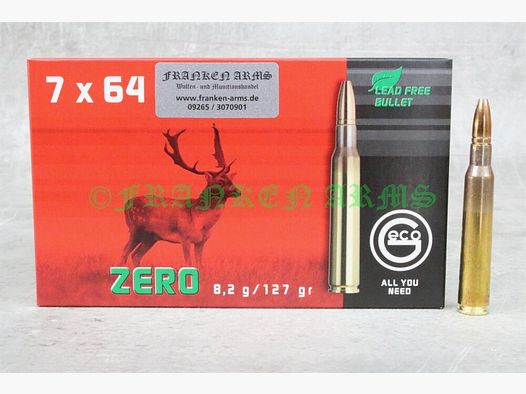 7 x 64
FRANKEN ARMS
Waffen- und Munitionshandel
www.franken-arms.de
09265 / 3070901
LEAD FREE
BULLET
©FRANKEN ARMS
Geco
ZERO 8,2 g/127 gr
ALL YOU
NEED